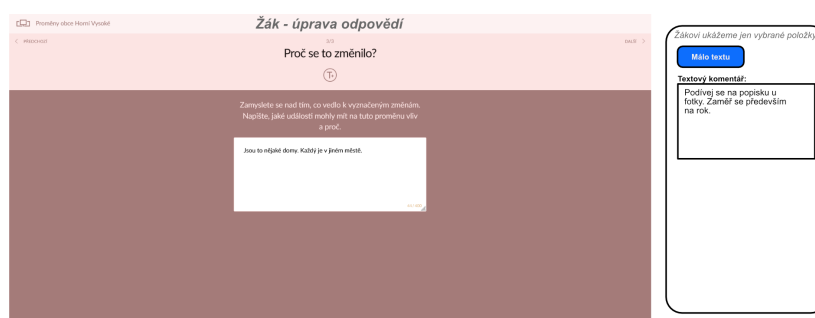 Proměny obce Horní Vysoké
Žák - úprava odpovědí
PŘEDCHOZÍ
3/3
DALŠÍ
Proč se to změnilo?
Zamyslete se nad tím, co vedlo k vyznačeným změnám.
Napište, jaké události mohly mít na tuto proměnu vliv
a proč.
Jsou to nějaké domy. Každý je v jiném městě.
Žákovi ukážeme jen vybrané položky
Málo textu
Textový komentář:
Podívej se na popisku u
fotky. Zaměř se především
na rok.